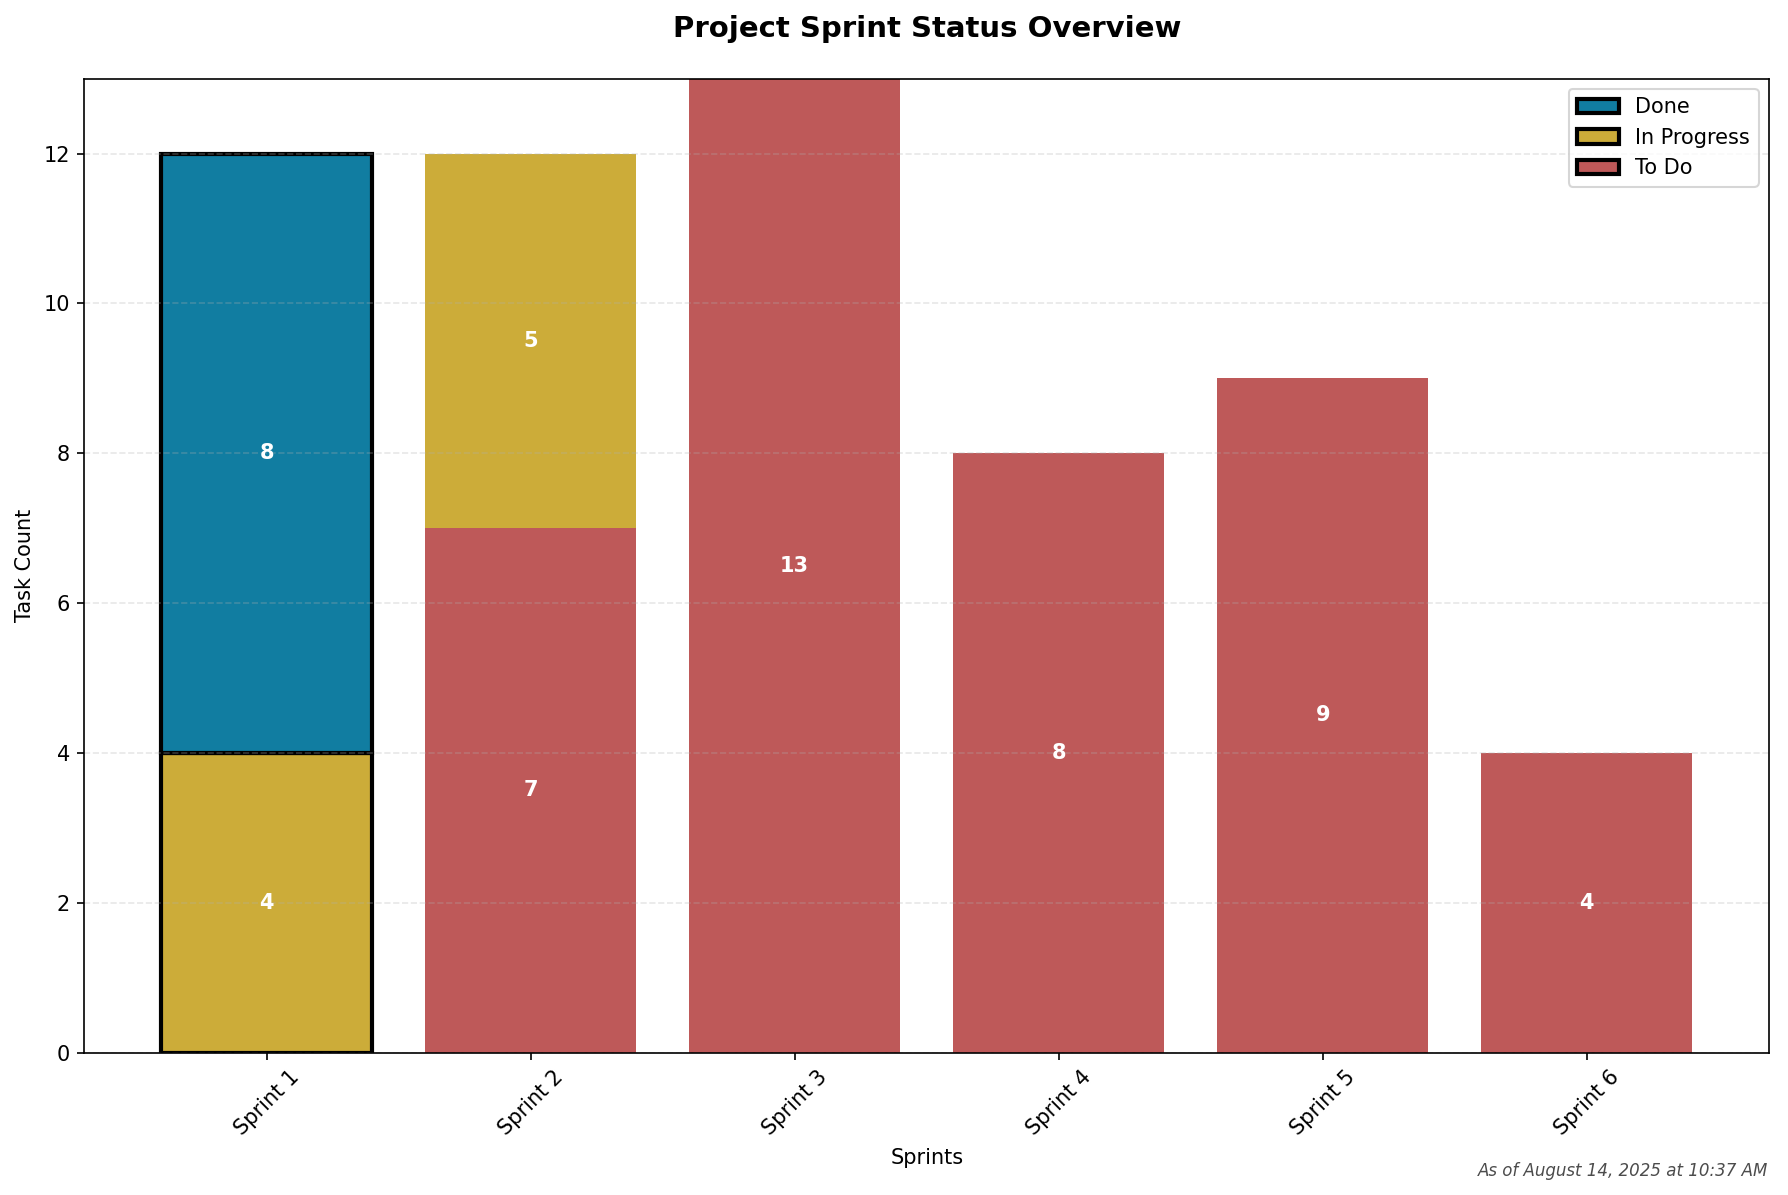 Project Sprint Status Overview
Done
In Progress
To Do
Task Count
12
10
8
6
4
2
0
8
4
5
7
13
8
9
4
Sprint 1
Sprint 2
Sprint 3
Sprint 4
Sprint 5
Sprint 6
Sprints
As of August 14, 2025 at 10:37 AM